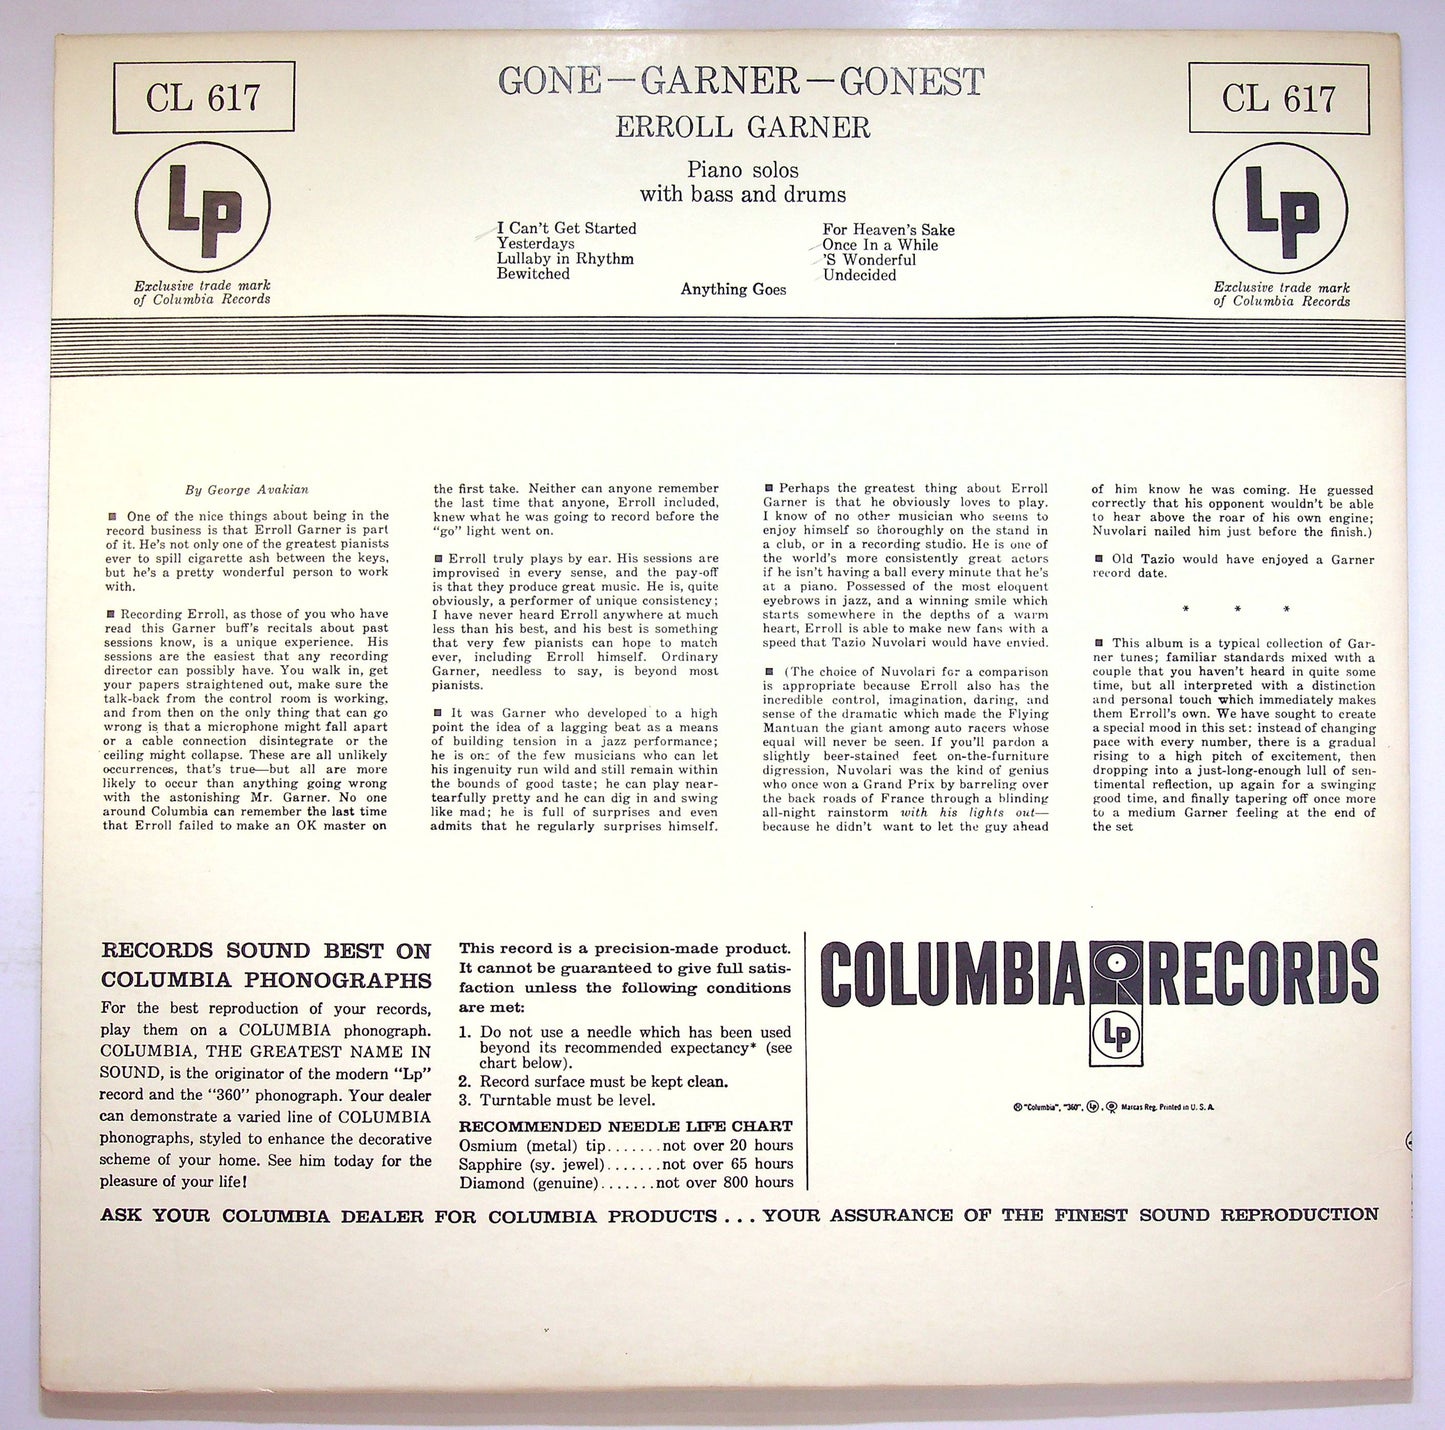 CL 617
GONE—GARNER—GONEST
CL 617
ERROLL GARNER
Piano solos
with bass and drums
Lp
Exclusive trade mark
of Columbia Records
I Can't Get Started
Yesterdays
Lullaby in Rhythm
Bewitched
For Heaven's Sake
Once In a While
'S Wonderful
Undecided
Anything Goes
Lp
Exclusive trade mark
of Columbia Records
By George Avakian
■ One of the nice things about being in the
record business is that Erroll Garner is part
of it. He's not only one of the greatest pianists
ever to spill cigarette ash between the keys,
but he's a pretty wonderful person to work
with.
■ Recording Erroll, as those of you who have
read this Garner buff's recitals about past
sessions know, is a unique experience. His
sessions are the easiest that any recording
director can possibly have. You walk in, get
your papers straightened out, make sure the
talk-back from the control room is working,
and from then on the only thing that can go
wrong is that a microphone might fall apart
or a cable connection disintegrate or the
ceiling might collapse. These are all unlikely
occurrences, that's true—but all are more
likely to occur than anything going wrong
with the astonishing Mr. Garner. No one
around Columbia can remember the last time
that Erroll failed to make an OK master on
the first take. Neither can anyone remember
the last time that anyone, Erroll included,
knew what he was going to record before the
"go" light went on.
■ Erroll truly plays by ear. His sessions are
improvised in every sense, and the pay-off
is that they produce great music. He is, quite
obviously, a performer of unique consistency;
I have never heard Erroll anywhere at much
less than his best, and his best is something
that very few pianists can hope to match
ever, including Erroll himself. Ordinary
Garner, needless to say, is beyond most
pianists.
■ It was Garner who developed to a high
point the idea of a lagging beat as a means
of building tension in a jazz performance;
he is one of the few musicians who can let
his ingenuity run wild and still remain within
the bounds of good taste; he can play near-
tearfully pretty and he can dig in and swing
like mad; he is full of surprises and even
admits that he regularly surprises himself.
■ Perhaps the greatest thing about Erroll
Garner is that he obviously loves to play.
I know of no other musician who seems to
enjoy himself so thoroughly on the stand in
a club, or in a recording studio. He is one of
the world's more consistently great actors
if he isn't having a ball every minute that he's
at a piano. Possessed of the most eloquent
eyebrows in jazz, and a winning smile which
starts somewhere in the depths of a warm
heart, Erroll is able to make new fans with a
speed that Tazio Nuvolari would have envied.
■ (The choice of Nuvolari for a comparison
is appropriate because Erroll also has the
incredible control, imagination, daring, and
sense of the dramatic which made the Flying
Mantuan the giant among auto racers whose
equal will never be seen. If you'll pardon a
slightly beer-stained feet on-the-furniture
digression, Nuvolari was the kind of genius
who once won a Grand Prix by barreling over
the back roads of France through a blinding
all-night rainstorm with his lights out—
because he didn't want to let the guy ahead
of him know he was coming. He guessed
correctly that his opponent wouldn't be able
to hear above the roar of his own engine;
Nuvolari nailed him just before the finish.)
■ Old Tazio would have enjoyed a Garner
record date.
* * *
■ This album is a typical collection of Gar-
ner tunes; familiar standards mixed with a
couple that you haven't heard in quite some
time, but all interpreted with a distinction
and personal touch which immediately makes
them Erroll's own. We have sought to create
a special mood in this set: instead of changing
pace with every number, there is a gradual
rising to a high pitch of excitement, then
dropping into a just-long-enough lull of sen-
timental reflection, up again for a swinging
good time, and finally tapering off once more
to a medium Garner feeling at the end of
the set
RECORDS SOUND BEST ON
COLUMBIA PHONOGRAPHS
For the best reproduction of your records,
play them on a COLUMBIA phonograph.
COLUMBIA, THE GREATEST NAME IN
SOUND, is the originator of the modern "Lp"
record and the "360" phonograph. Your dealer
can demonstrate a varied line of COLUMBIA
phonographs, styled to enhance the decorative
scheme of your home. See him today for the
pleasure of your life!
This record is a precision-made product.
It cannot be guaranteed to give full satis-
faction unless the following conditions
are met:
1. Do not use a needle which has been used
beyond its recommended expectancy* (see
chart below).
2. Record surface must be kept clean.
3. Turntable must be level.
RECOMMENDED NEEDLE LIFE CHART
Osmium (metal) tip.......not over 20 hours
Sapphire (sy. jewel).......not over 65 hours
Diamond (genuine).......not over 800 hours
COLUMBIA RECORDS
Lp
® "Columbia", "360", Lp, Marcas Reg. Printed in U. S. A.
ASK YOUR COLUMBIA DEALER FOR COLUMBIA PRODUCTS . . . YOUR ASSURANCE OF THE FINEST SOUND REPRODUCTION